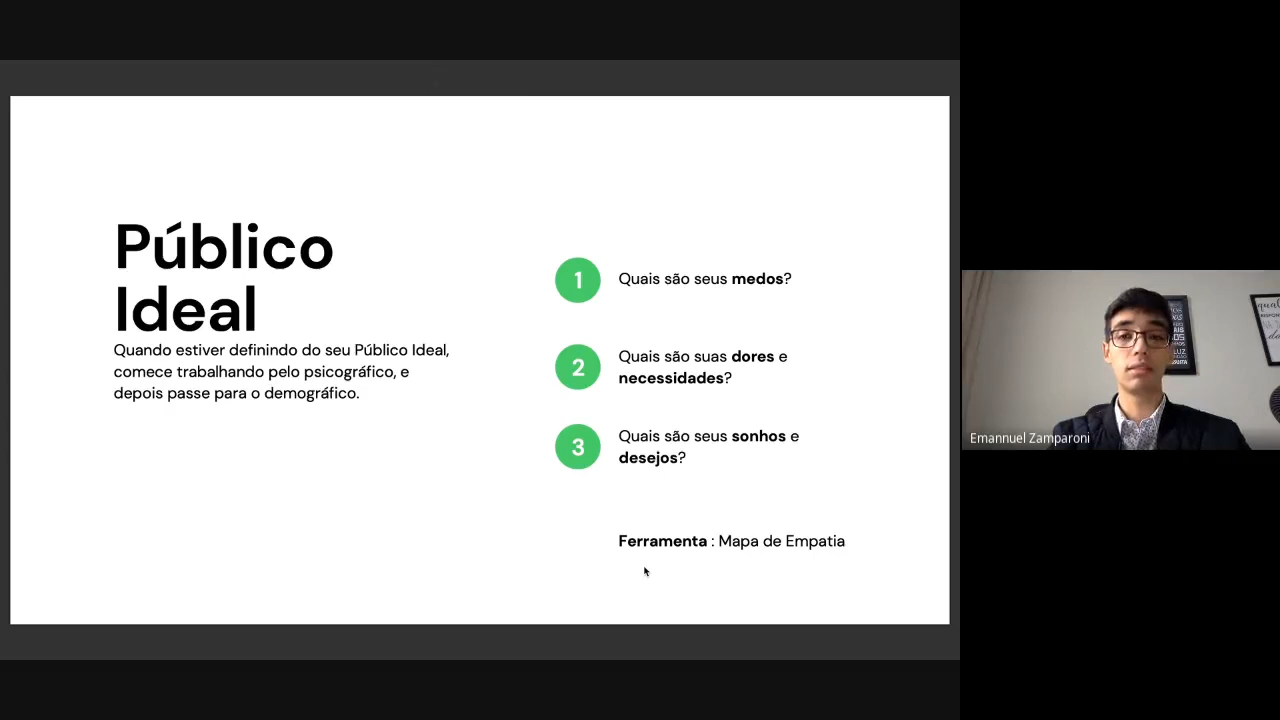 Público
Ideal
Quando estiver definindo do seu Público Ideal,
comece trabalhando pelo psicográfico, e
depois passe para o demográfico.
1
Quais são seus medos?
2
Quais são suas dores e
necessidades?
3
Quais são seus sonhos e
desejos?
Ferramenta : Mapa de Empatia
Emannuel Zamparoni